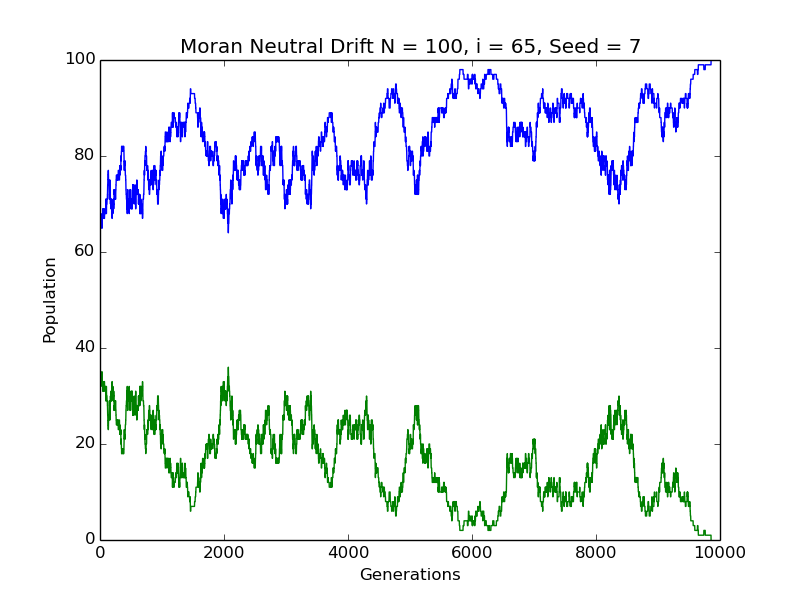 Moran Neutral Drift N = 100, i = 65, Seed = 7
100
80
60
40
20
0
Population
0 2000 4000 6000 8000 10000
Generations